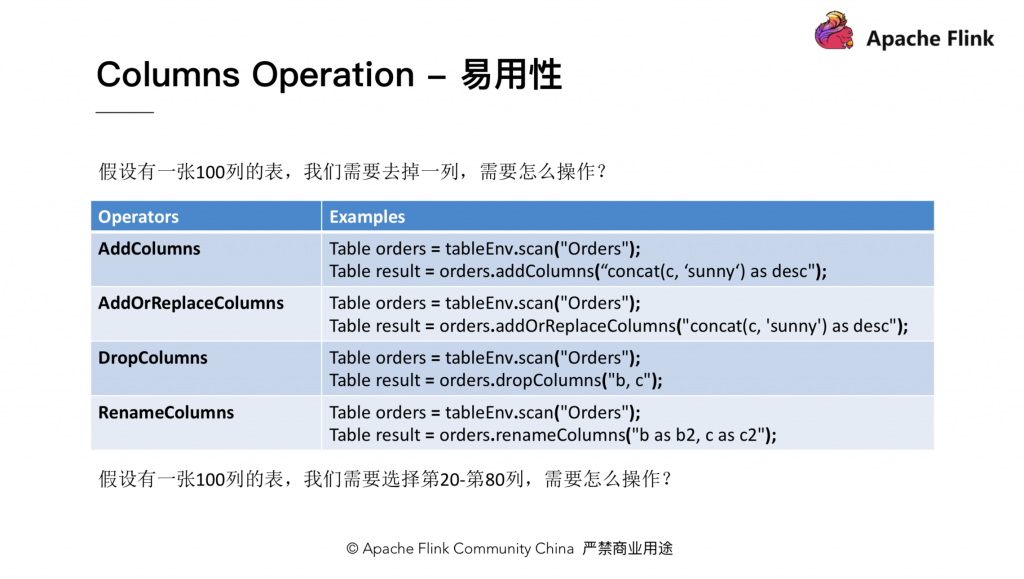 Apache Flink
Columns Operation – 易用性
假设有一张100列的表，我们需要去掉一列，需要怎么操作？
Operators Examples
AddColumns Table orders = tableEnv.scan("Orders");
Table result = orders.addColumns(“concat(c, ‘sunny‘) as desc");
AddOrReplaceColumns Table orders = tableEnv.scan("Orders");
Table result = orders.addOrReplaceColumns("concat(c, 'sunny') as desc");
DropColumns Table orders = tableEnv.scan("Orders");
Table result = orders.dropColumns("b, c");
RenameColumns Table orders = tableEnv.scan("Orders");
Table result = orders.renameColumns("b as b2, c as c2");
假设有一张100列的表，我们需要选择第20-第80列，需要怎么操作？
© Apache Flink Community China 严禁商业用途